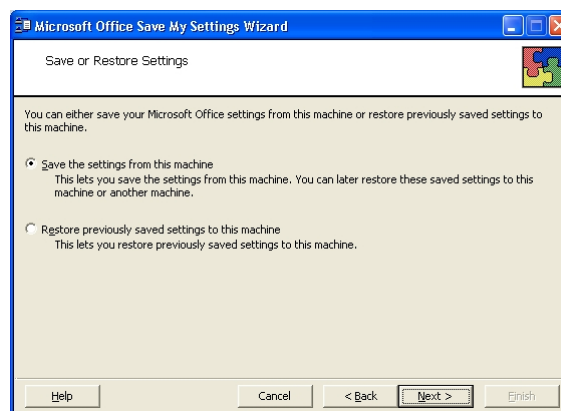 Microsoft Office Save My Settings Wizard
Save or Restore Settings
You can either save your Microsoft Office settings from this machine or restore previously saved settings to
this machine.
Save the settings from this machine
This lets you save the settings from this machine. You can later restore these saved settings to this
machine or another machine.
Restore previously saved settings to this machine
This lets you restore previously saved settings to this machine.
Help Cancel < Back Next > Finish